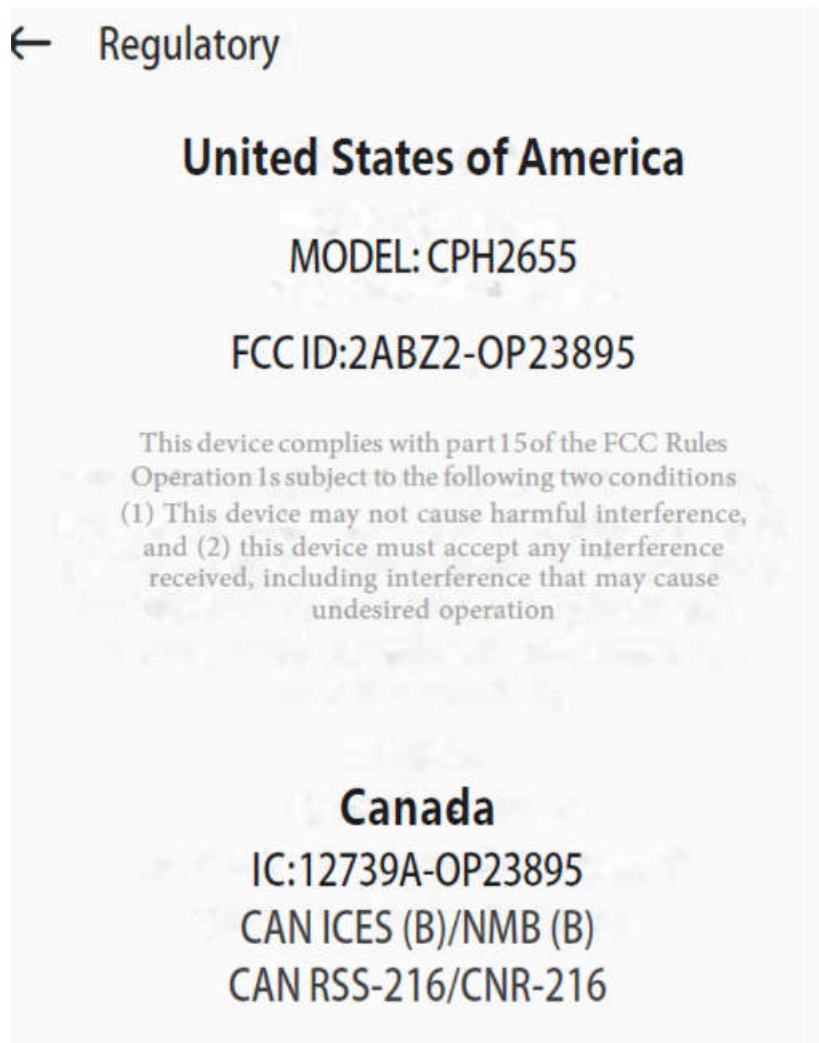 Regulatory
United States of America
MODEL: CPH2655
FCC ID:2ABZ2-OP23895
This device complies with part 15 of the FCC Rules
Operation 1s subject to the following two conditions
(1) This device may not cause harmful interference,
and (2) this device must accept any interference
received, including interference that may cause
undesired operation
Canada
IC:12739A-OP23895
CAN ICES (B)/NMB (B)
CAN RSS-216/CNR-216